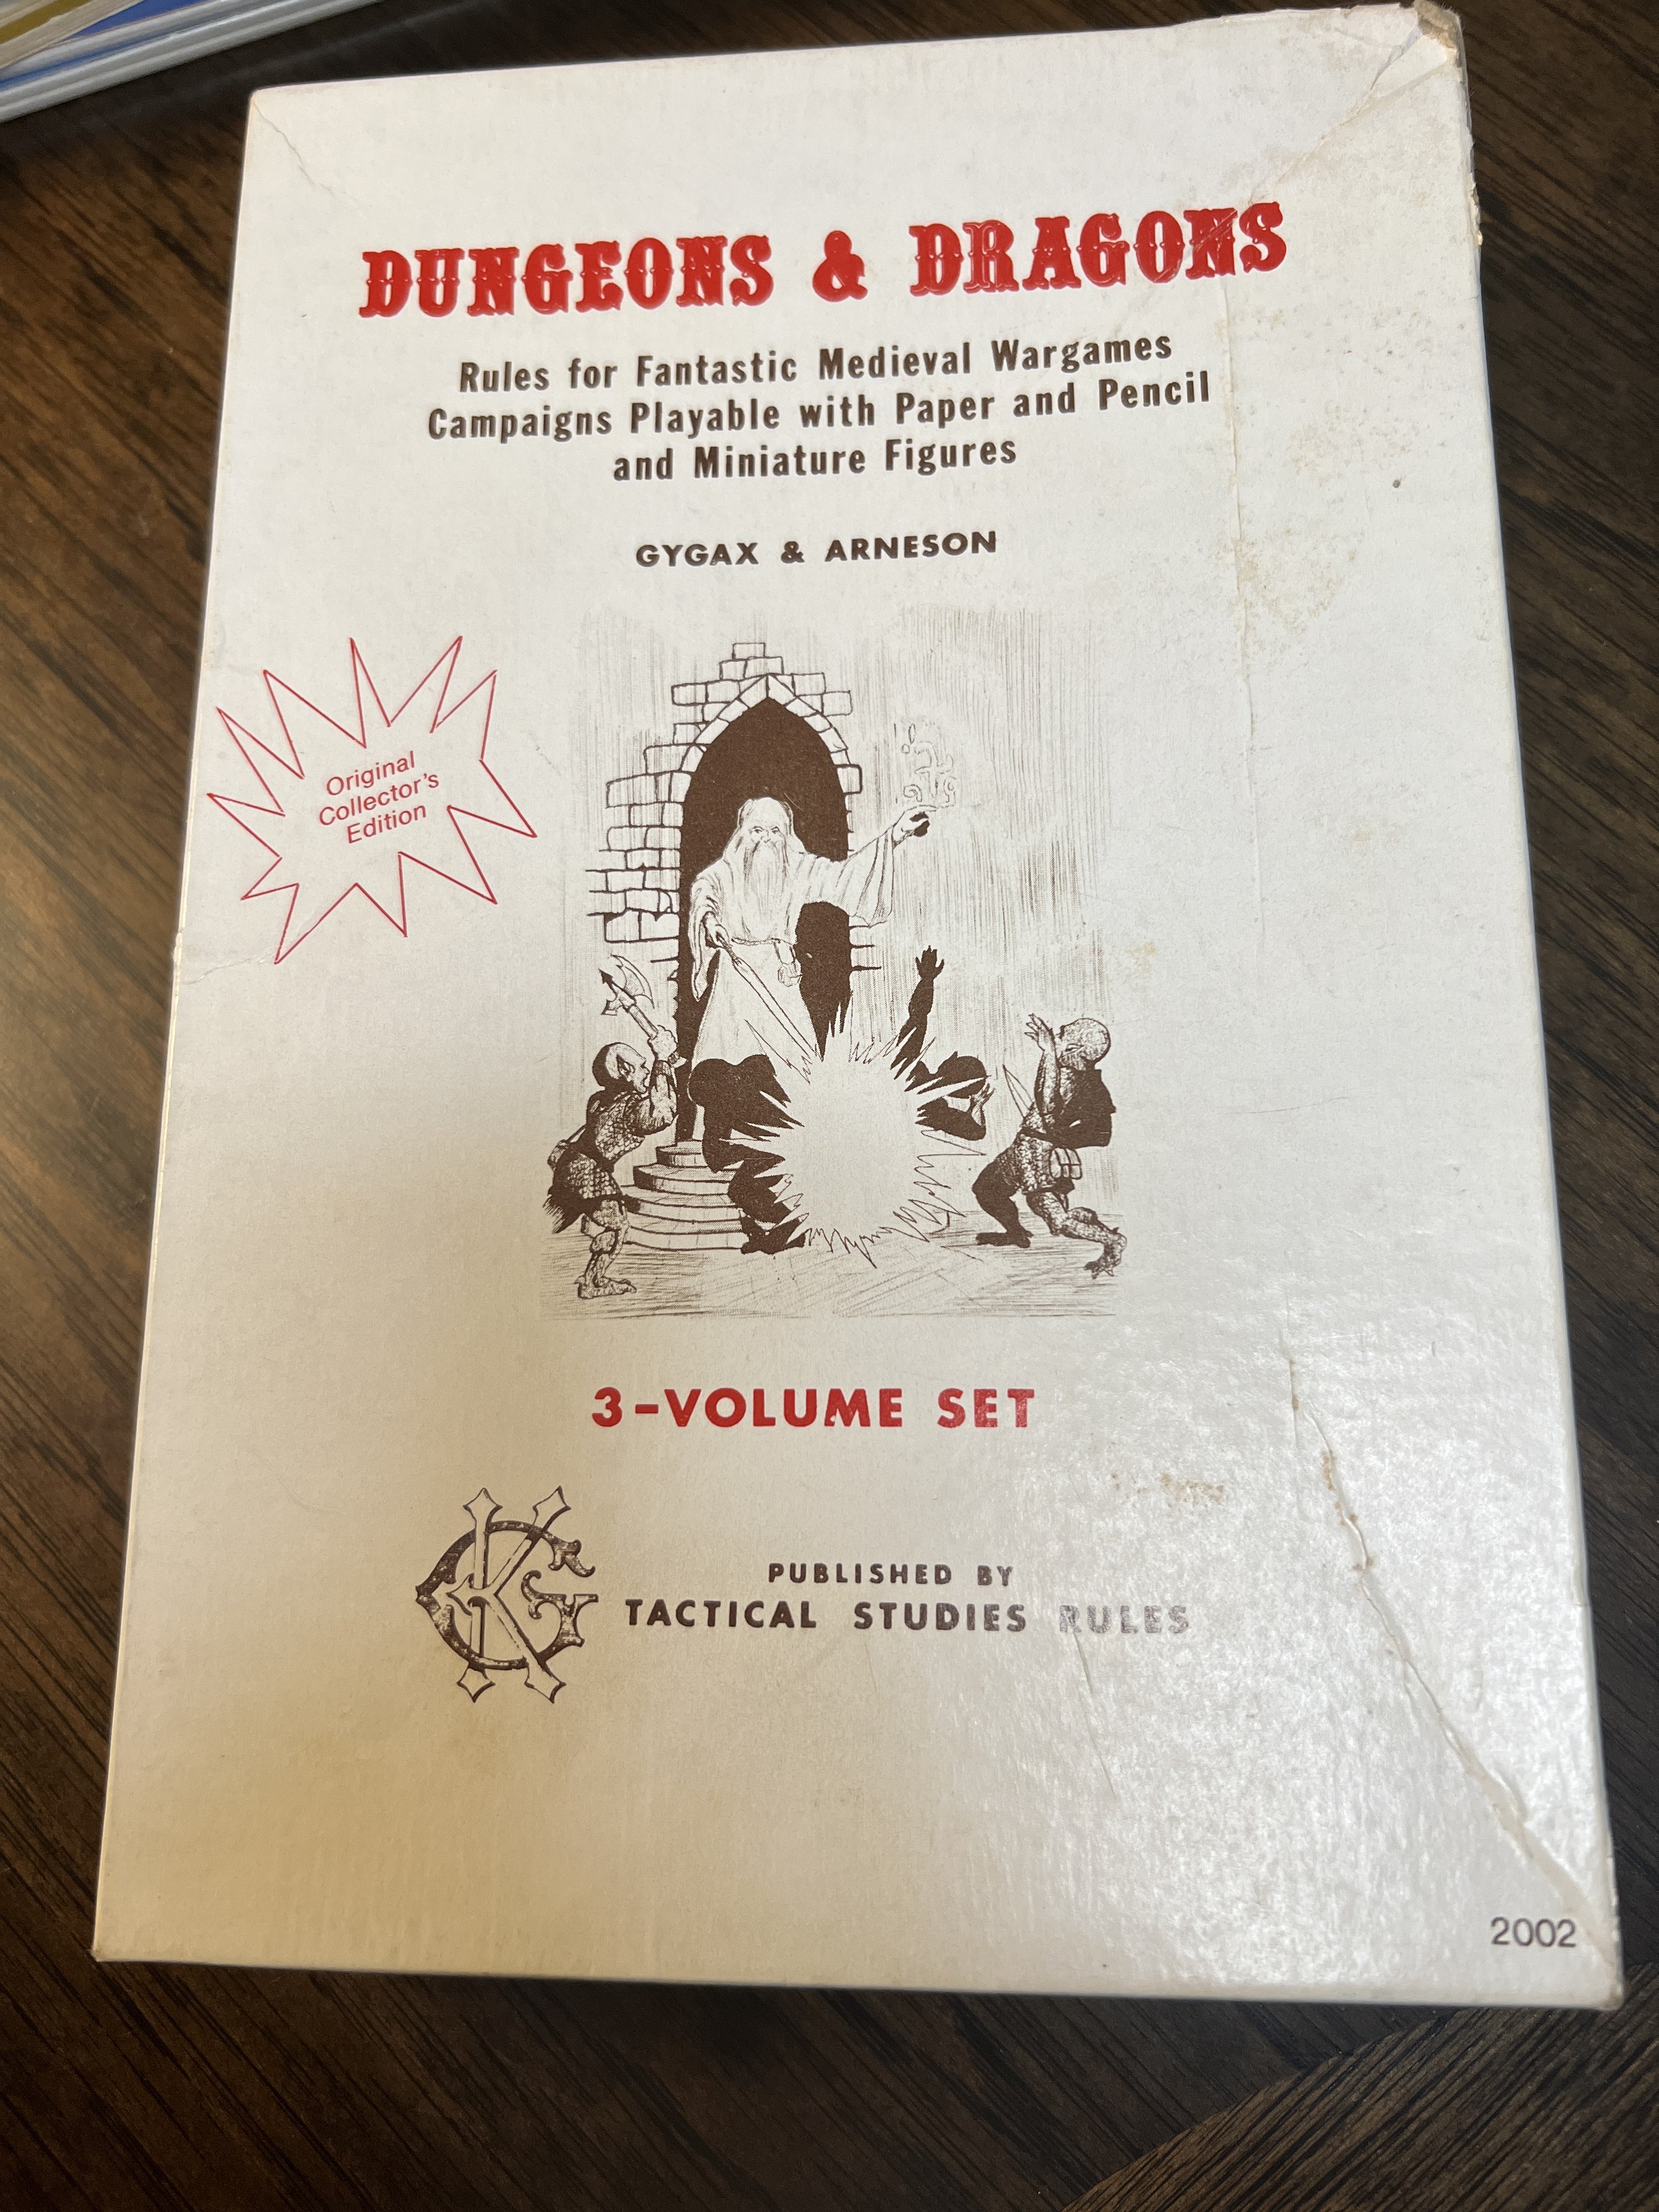 DUNGEONS & DRAGONS
Rules for Fantastic Medieval Wargames
Campaigns Playable with Paper and Pencil
and Miniature Figures
GYGAX & ARNESON
Original
Collector's
Edition
3-VOLUME SET
GK
PUBLISHED BY
TACTICAL STUDIES RULES
2002